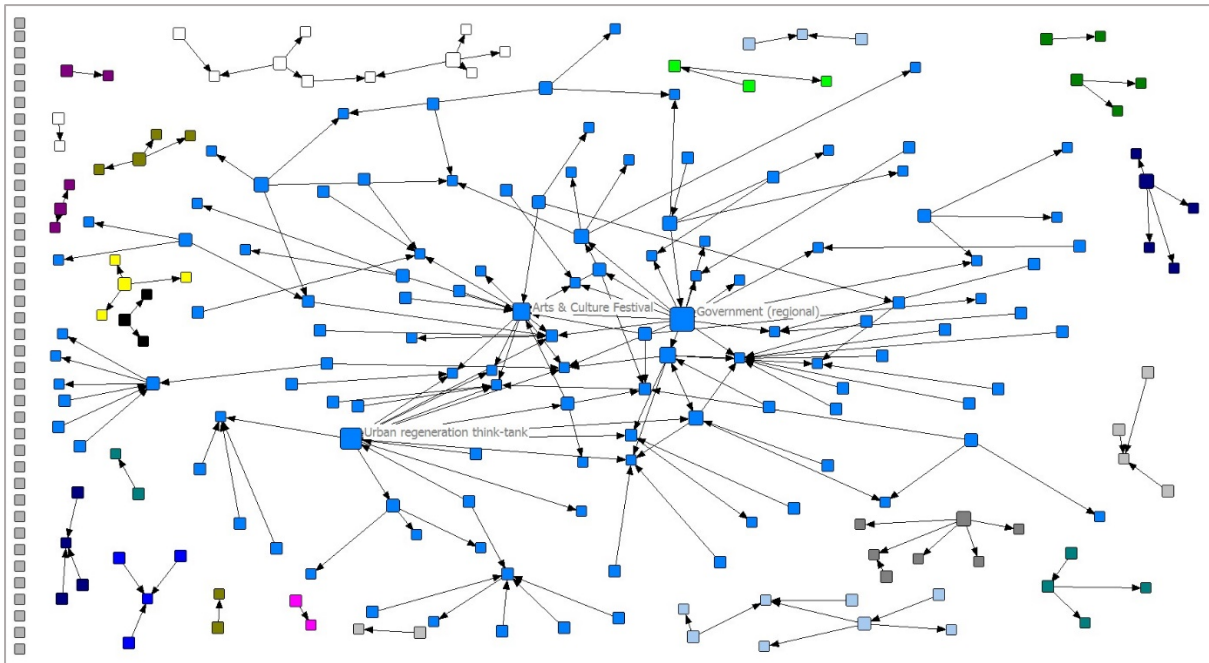 Arts & Culture Festival
Government (regional)
Urban regeneration think-tank